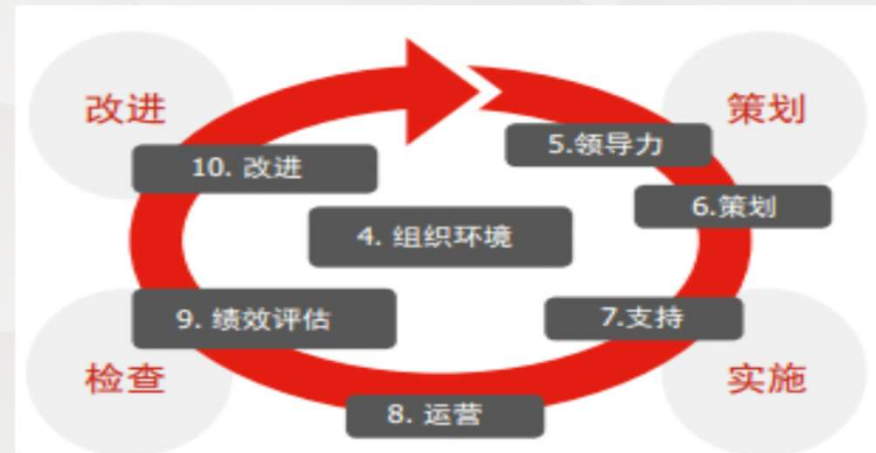 改进
策划
5.领导力
10. 改进
6.策划
4. 组织环境
9. 绩效评估
7.支持
检查
实施
8. 运营